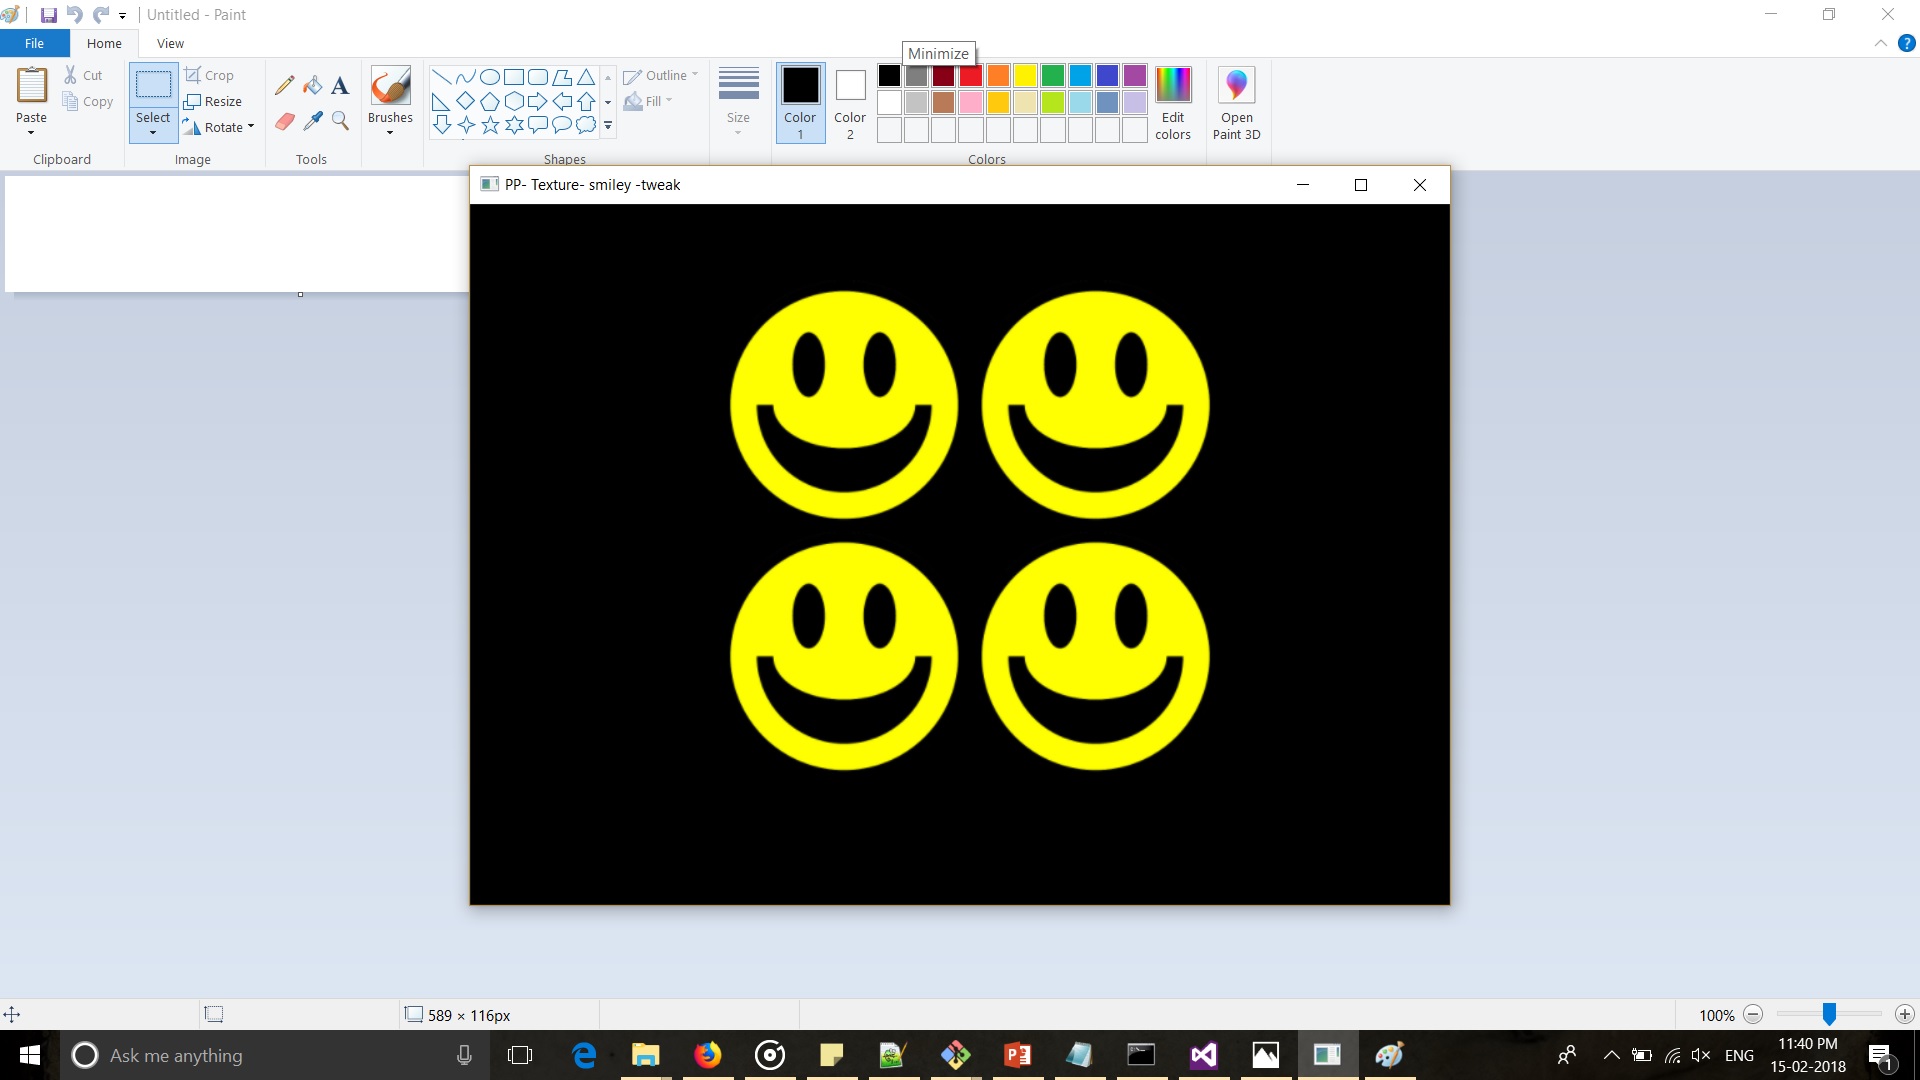 Untitled - Paint
File
Home
View
Minimize
Paste
Cut
Copy
Clipboard
Select
Crop
Resize
Rotate
Image
A
Tools
Brushes
Outline
Fill
Shapes
Size
Color 1
Color 2
Colors
Edit colors
Open Paint 3D
PP- Texture- smiley -tweak
589 × 116px
100%
Ask me anything
ENG
11:40 PM
15-02-2018
1